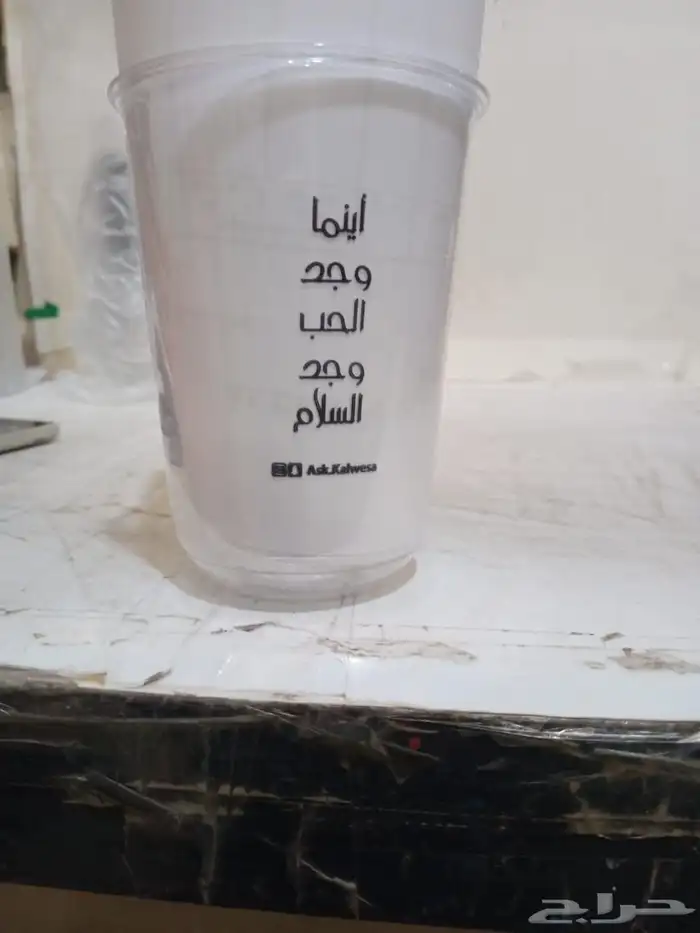 أينما
وجد
الحب
وجد
السلام
Ask.Kalwesa
حراج